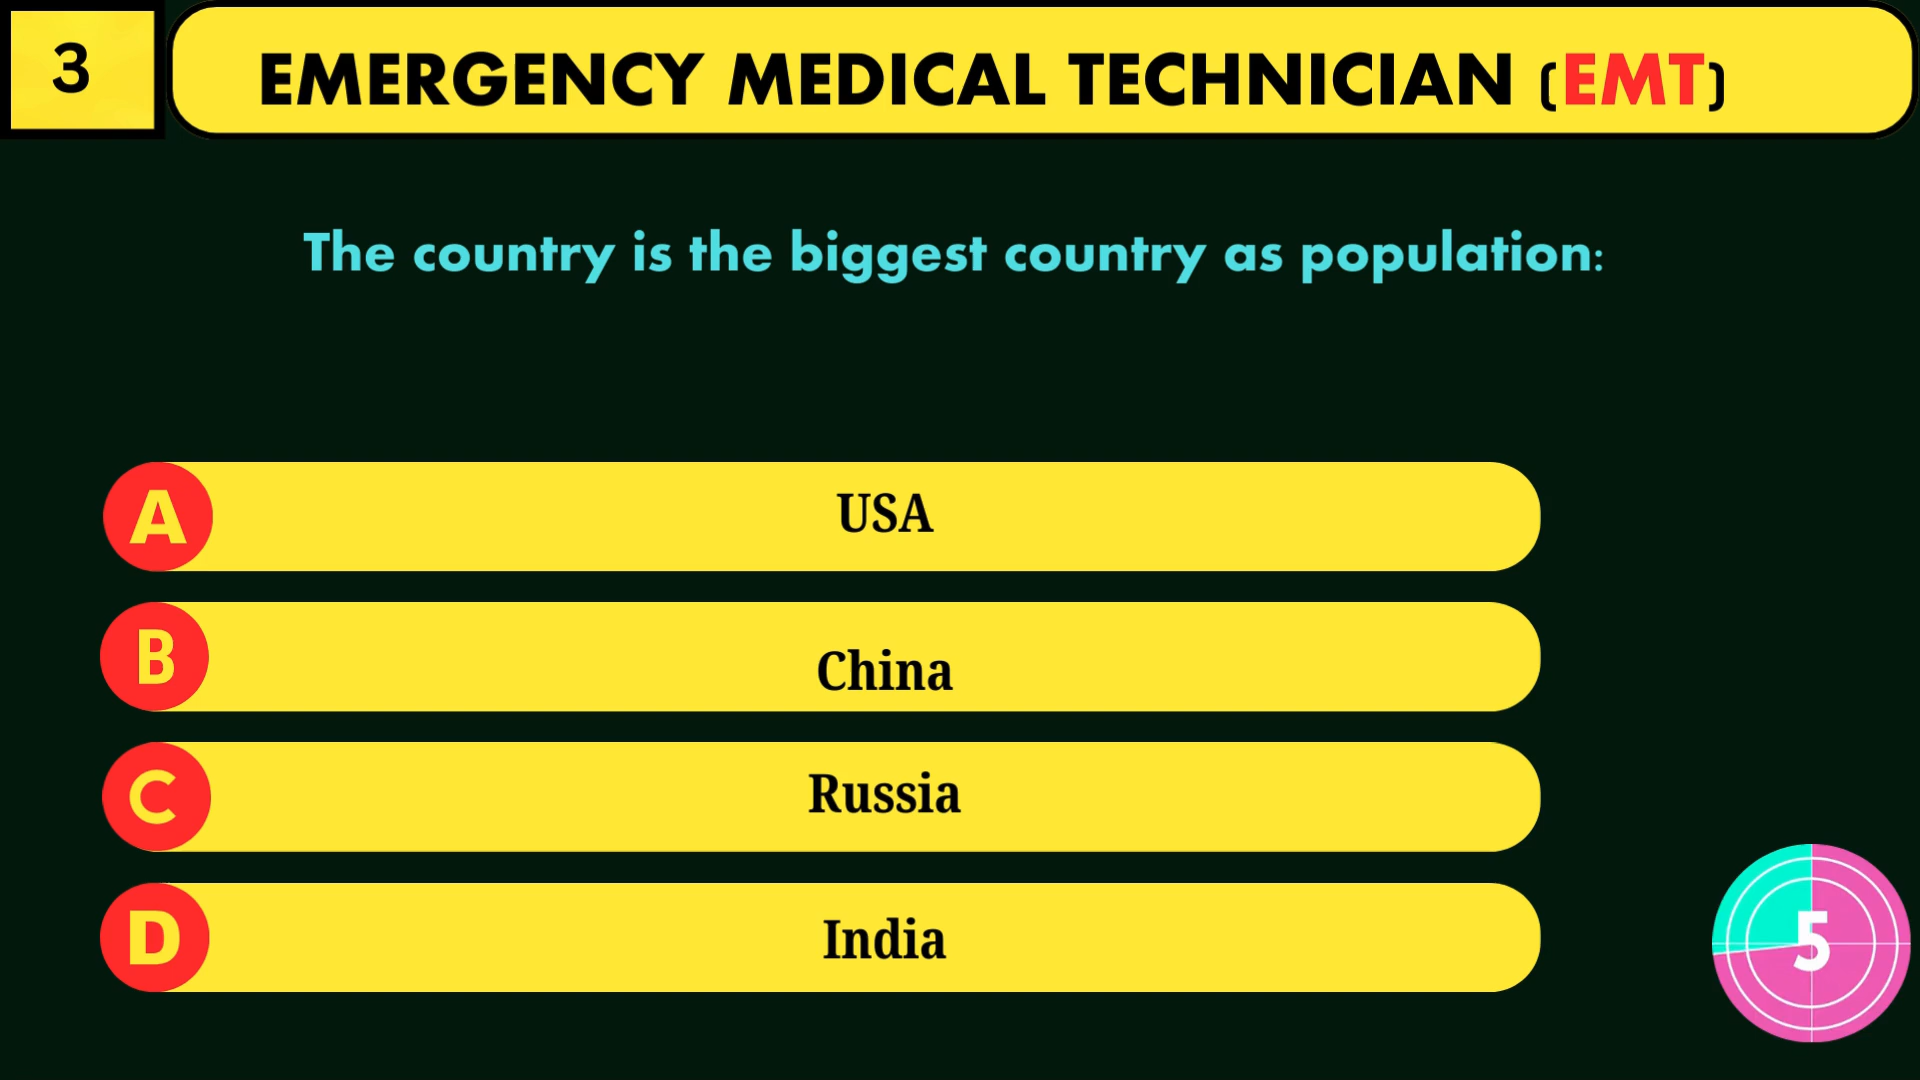 3
EMERGENCY MEDICAL TECHNICIAN (EMT)
The country is the biggest country as population:
A USA
B China
C Russia
D India
5